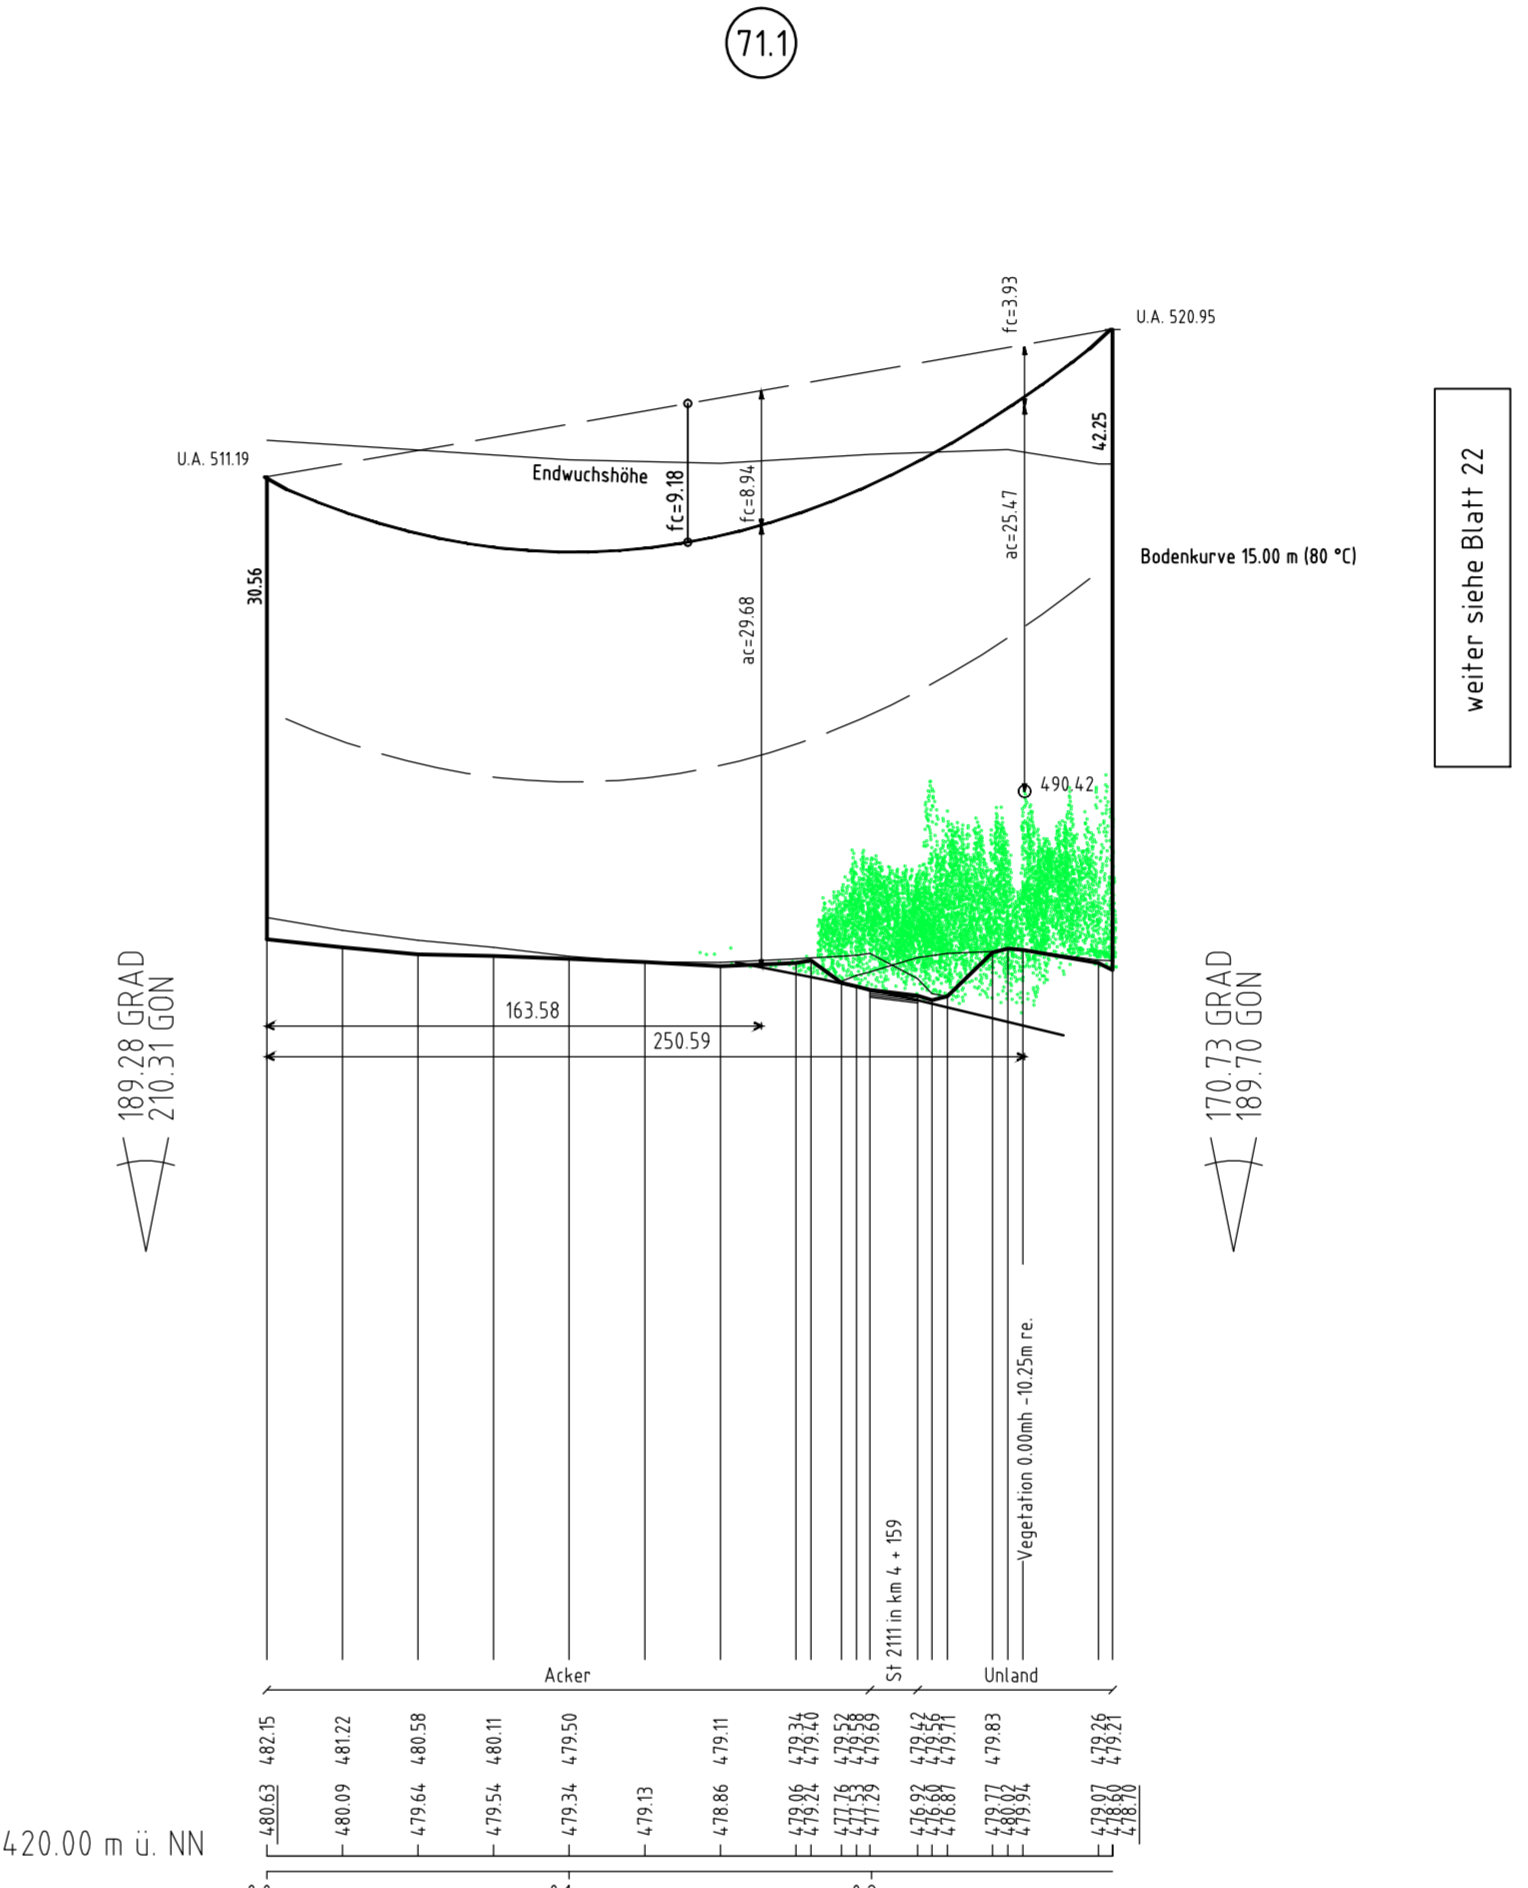 71.1
fc=3.93
U.A. 520.95
42.25
U.A. 511.19
Endwuchshöhe
fc=9.18
fc=8.94
ac=25.47
weiter siehe Blatt 22
Bodenkurve 15.00 m (80 °C)
30.56
ac=29.68
490.42
189.28 GRAD
210.31 GON
163.58
250.59
170.73 GRAD
189.70 GON
Vegetation 0.00mh -10.25m re.
St 2111 in km 4 + 159
Acker
Unland
482.15
481.22
480.58
480.11
479.50
479.11
479.34
479.40
479.52
479.58
479.69
479.42
479.56
479.71
479.83
479.26
479.21
480.63
480.09
479.64
479.54
479.34
479.13
478.86
479.06
479.24
477.76
477.53
477.29
476.92
476.60
476.87
479.77
480.02
479.94
479.07
478.60
478.70
420.00 m ü. NN